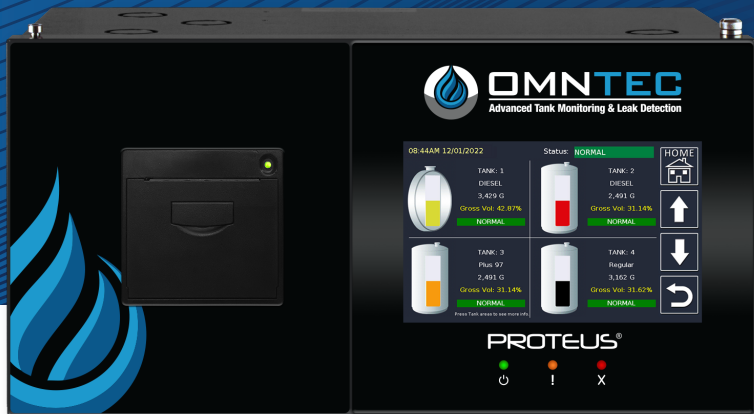 OMNTEC
Advanced Tank Monitoring & Leak Detection
08:44AM 12/01/2022 Status: NORMAL
HOME
TANK: 1
DIESEL
3,429 G
Gross Vol: 42.87%
NORMAL
TANK: 2
DIESEL
2,491 G
Gross Vol: 31.14%
NORMAL
TANK: 3
Plus 97
2,491 G
Gross Vol: 31.14%
NORMAL
Press Tank areas to see more info.
TANK: 4
Regular
3,162 G
Gross Vol: 31.62%
NORMAL
PROTEUS®
! X